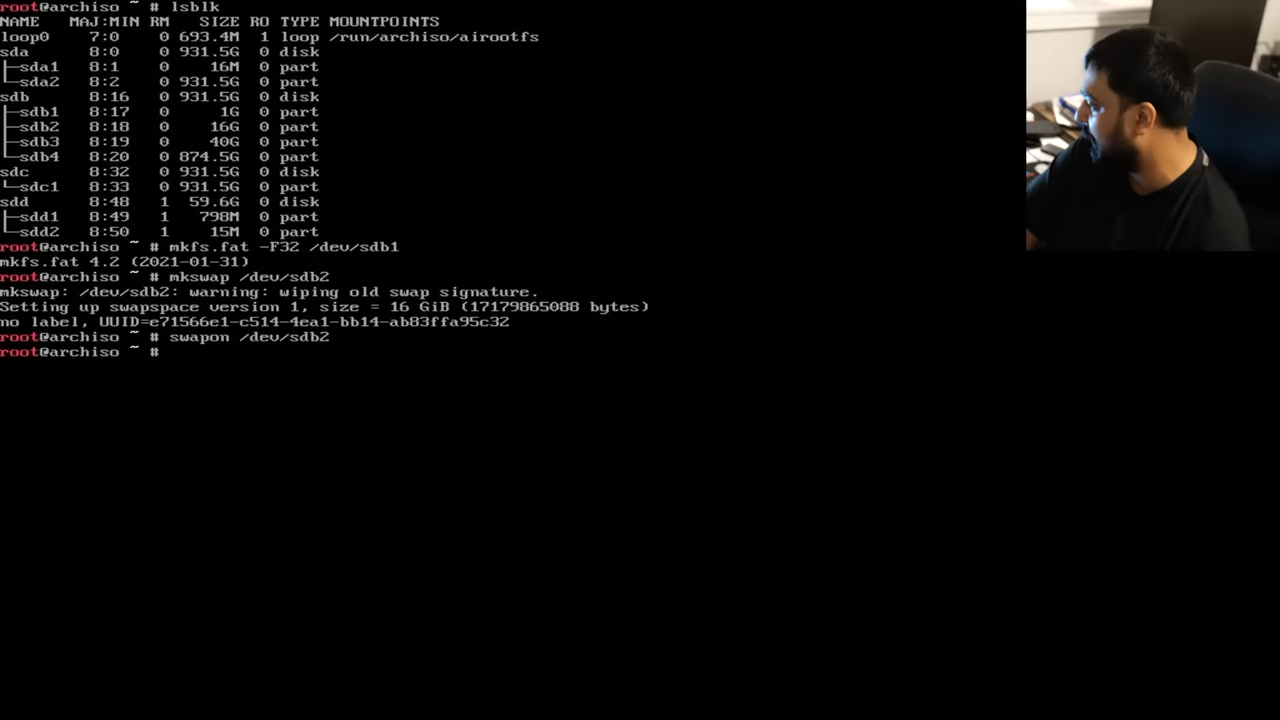 root@archiso ~ # lsblk
NAME   MAJ:MIN RM   SIZE RO TYPE MOUNTPOINTS
loop0    7:0    0 693.4M  1 loop /run/archiso/airootfs
sda      8:0    0 931.5G  0 disk
├─sda1   8:1    0    16M  0 part
└─sda2   8:2    0 931.5G  0 part
sdb      8:16   0 931.5G  0 disk
├─sdb1   8:17   0     1G  0 part
├─sdb2   8:18   0    16G  0 part
├─sdb3   8:19   0    40G  0 part
└─sdb4   8:20   0 874.5G  0 part
sdc      8:32   0 931.5G  0 disk
└─sdc1   8:33   0 931.5G  0 part
sdd      8:48   1  59.6G  0 disk
├─sdd1   8:49   1   798M  0 part
└─sdd2   8:50   1    15M  0 part
root@archiso ~ # mkfs.fat -F32 /dev/sdb1
mkfs.fat 4.2 (2021-01-31)
root@archiso ~ # mkswap /dev/sdb2
mkswap: /dev/sdb2: warning: wiping old swap signature.
Setting up swapspace version 1, size = 16 GiB (17179865088 bytes)
no label, UUID=e71566e1-c514-4ea1-bb14-ab83ffa95c32
root@archiso ~ # swapon /dev/sdb2
root@archiso ~ #